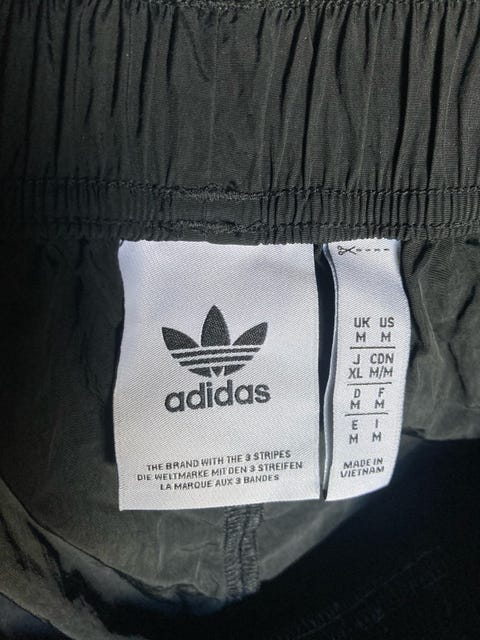 adidas
THE BRAND WITH THE 3 STRIPES
DIE WELTMARKE MIT DEN 3 STREIFEN
LA MARQUE AUX 3 BANDES
UK US
M M
J CDN
XL M/M
D F
M M
E I
M M
MADE IN
VIETNAM